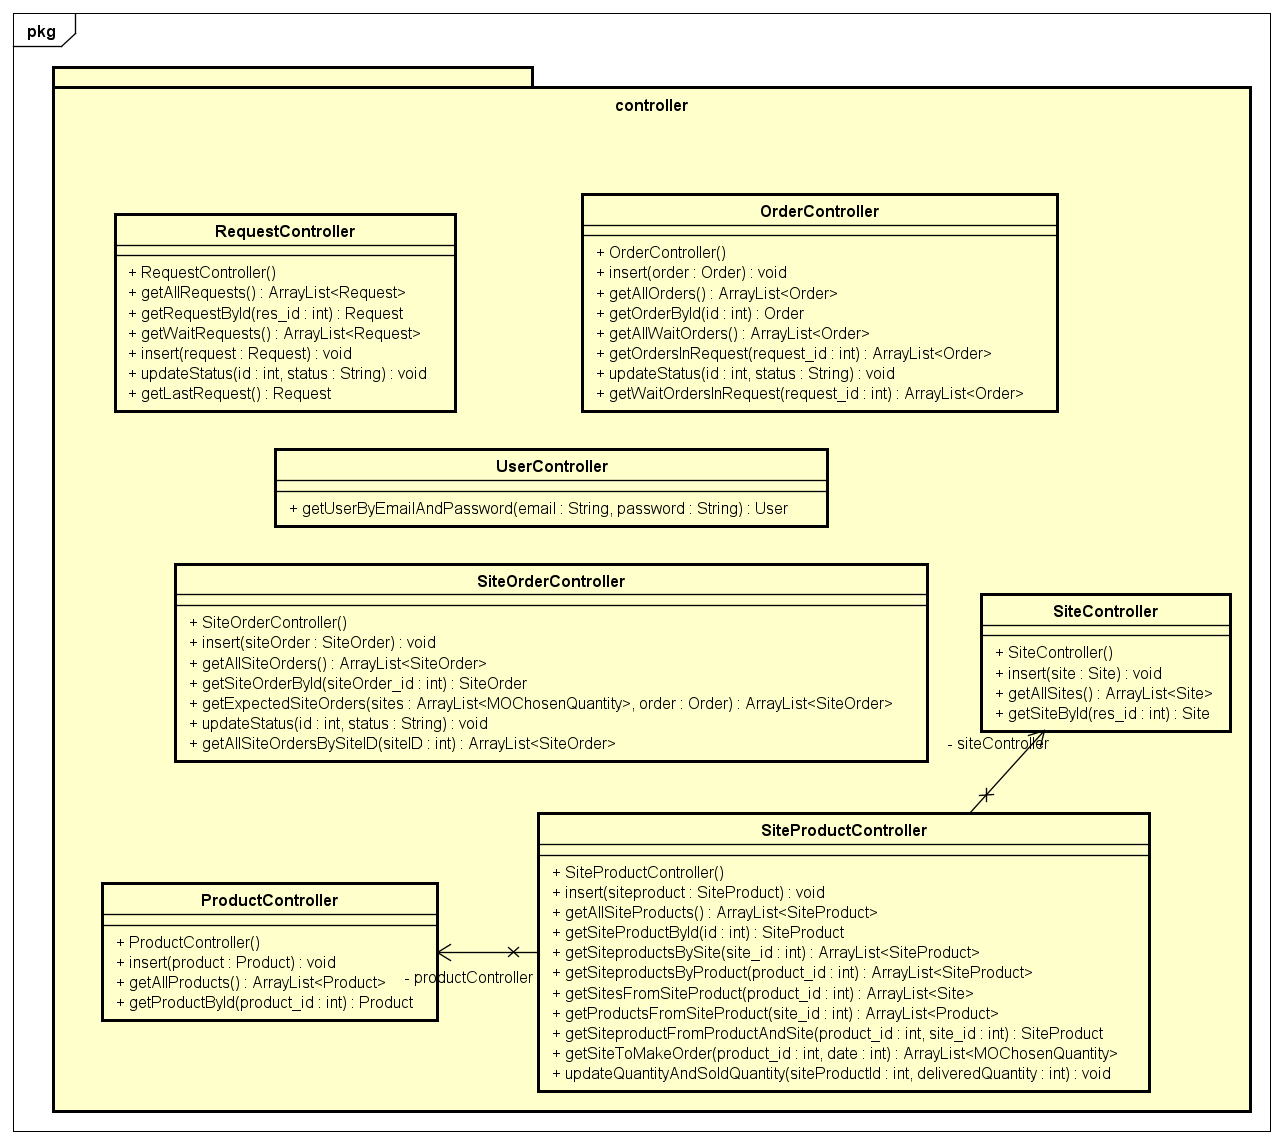 pkg
controller
RequestController
+ RequestController()
+ getAllRequests() : ArrayList<Request>
+ getRequestById(res_id : int) : Request
+ getWaitRequests() : ArrayList<Request>
+ insert(request : Request) : void
+ updateStatus(id : int, status : String) : void
+ getLastRequest() : Request
OrderController
+ OrderController()
+ insert(order : Order) : void
+ getAllOrders() : ArrayList<Order>
+ getOrderById(id : int) : Order
+ getAllWaitOrders() : ArrayList<Order>
+ getOrdersInRequest(request_id : int) : ArrayList<Order>
+ updateStatus(id : int, status : String) : void
+ getWaitOrdersInRequest(request_id : int) : ArrayList<Order>
UserController
+ getUserByEmailAndPassword(email : String, password : String) : User
SiteOrderController
+ SiteOrderController()
+ insert(siteOrder : SiteOrder) : void
+ getAllSiteOrders() : ArrayList<SiteOrder>
+ getSiteOrderById(siteOrder_id : int) : SiteOrder
+ getExpectedSiteOrders(sites : ArrayList<MOChosenQuantity>, order : Order) : ArrayList<SiteOrder>
+ updateStatus(id : int, status : String) : void
+ getAllSiteOrdersBySiteID(siteID : int) : ArrayList<SiteOrder>
SiteController
+ SiteController()
+ insert(site : Site) : void
+ getAllSites() : ArrayList<Site>
+ getSiteById(res_id : int) : Site
- siteController
ProductController
+ ProductController()
+ insert(product : Product) : void
+ getAllProducts() : ArrayList<Product>
+ getProductById(product_id : int) : Product
- productController
SiteProductController
+ SiteProductController()
+ insert(siteproduct : SiteProduct) : void
+ getAllSiteProducts() : ArrayList<SiteProduct>
+ getSiteProductById(id : int) : SiteProduct
+ getSiteproductsBySite(site_id : int) : ArrayList<SiteProduct>
+ getSiteproductsByProduct(product_id : int) : ArrayList<SiteProduct>
+ getSitesFromSiteProduct(product_id : int) : ArrayList<Site>
+ getProductsFromSiteProduct(site_id : int) : ArrayList<Product>
+ getSiteproductFromProductAndSite(product_id : int, site_id : int) : SiteProduct
+ getSiteToMakeOrder(product_id : int, date : int) : ArrayList<MOChosenQuantity>
+ updateQuantityAndSoldQuantity(siteProductId : int, deliveredQuantity : int) : void